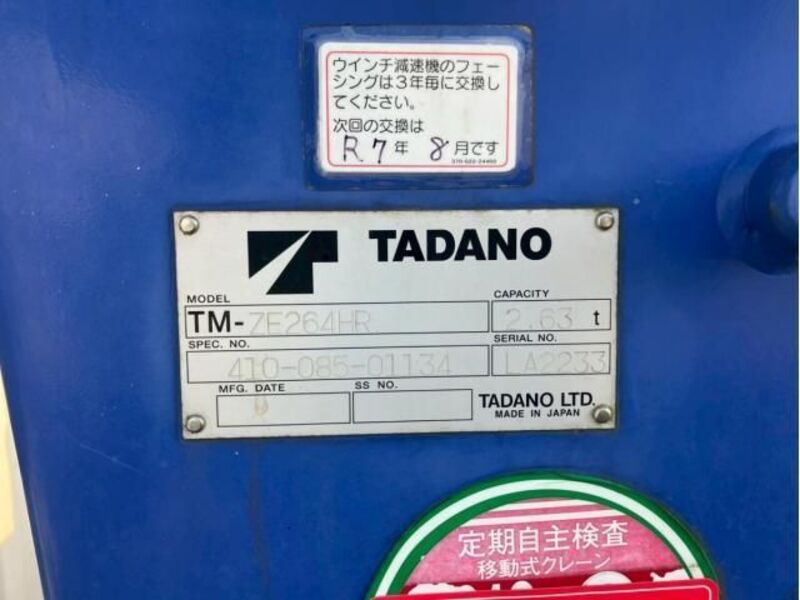 ウインチ減速機のフェー
シングは3年毎に交換し
てください。
次回の交換は
R7年 8月です
370-622-24460
TADANO
MODEL
CAPACITY
TM-ZE264HR
2.63 t
SPEC. NO.
SERIAL NO.
410-085-01134
LA2233
MFG. DATE
SS NO.
TADANO LTD.
MADE IN JAPAN
定期自主検査
移動式クレーン